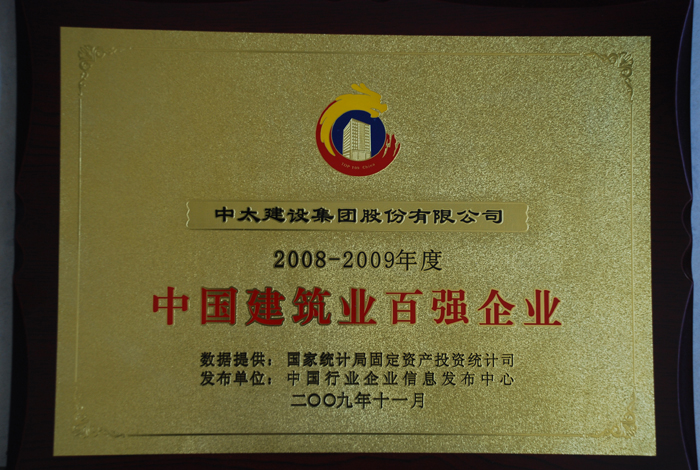 中太建设集团股份有限公司
2008-2009年度
中国建筑业百强企业
数据提供：国家统计局固定资产投资统计司
发布单位：中国行业企业信息发布中心
二〇〇九年十一月